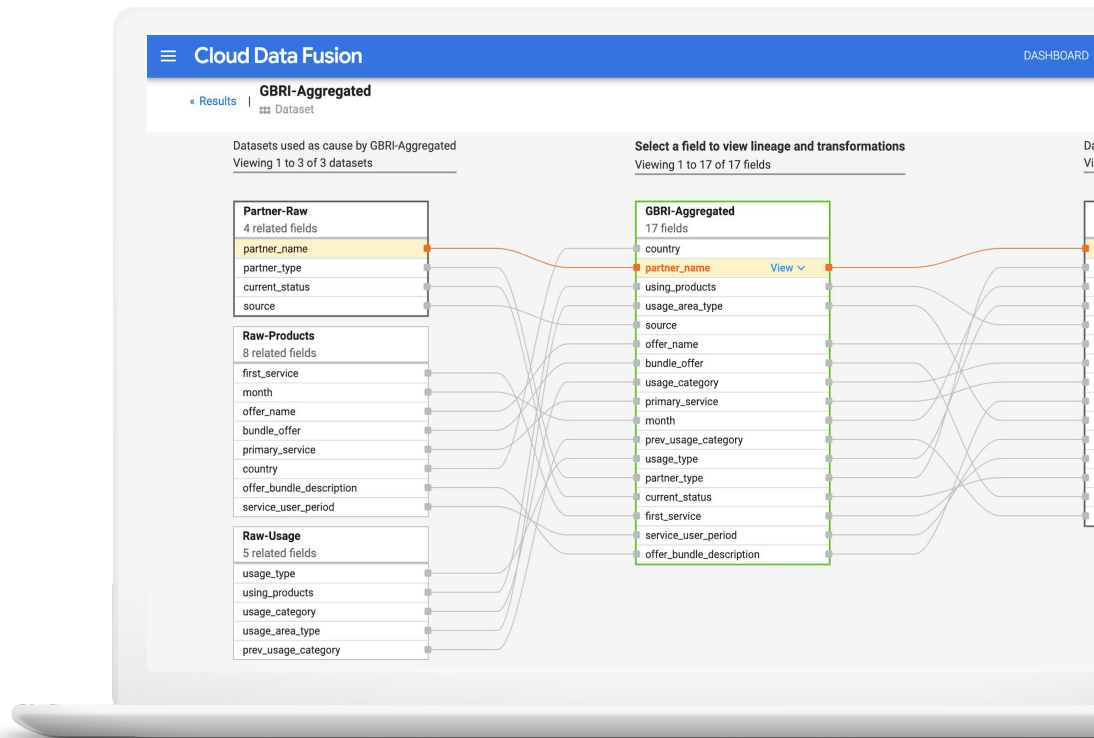 Cloud Data Fusion
DASHBOARD
« Results | GBRI-Aggregated
Dataset
Datasets used as cause by GBRI-Aggregated
Viewing 1 to 3 of 3 datasets
Partner-Raw
4 related fields
partner_name
partner_type
current_status
source
Raw-Products
8 related fields
first_service
month
offer_name
bundle_offer
primary_service
country
offer_bundle_description
service_user_period
Raw-Usage
5 related fields
usage_type
using_products
usage_category
usage_area_type
prev_usage_category
Select a field to view lineage and transformations
Viewing 1 to 17 of 17 fields
GBRI-Aggregated
17 fields
country
partner_name View
using_products
usage_area_type
source
offer_name
bundle_offer
usage_category
primary_service
month
prev_usage_category
usage_type
partner_type
current_status
first_service
service_user_period
offer_bundle_description
Da
Vi